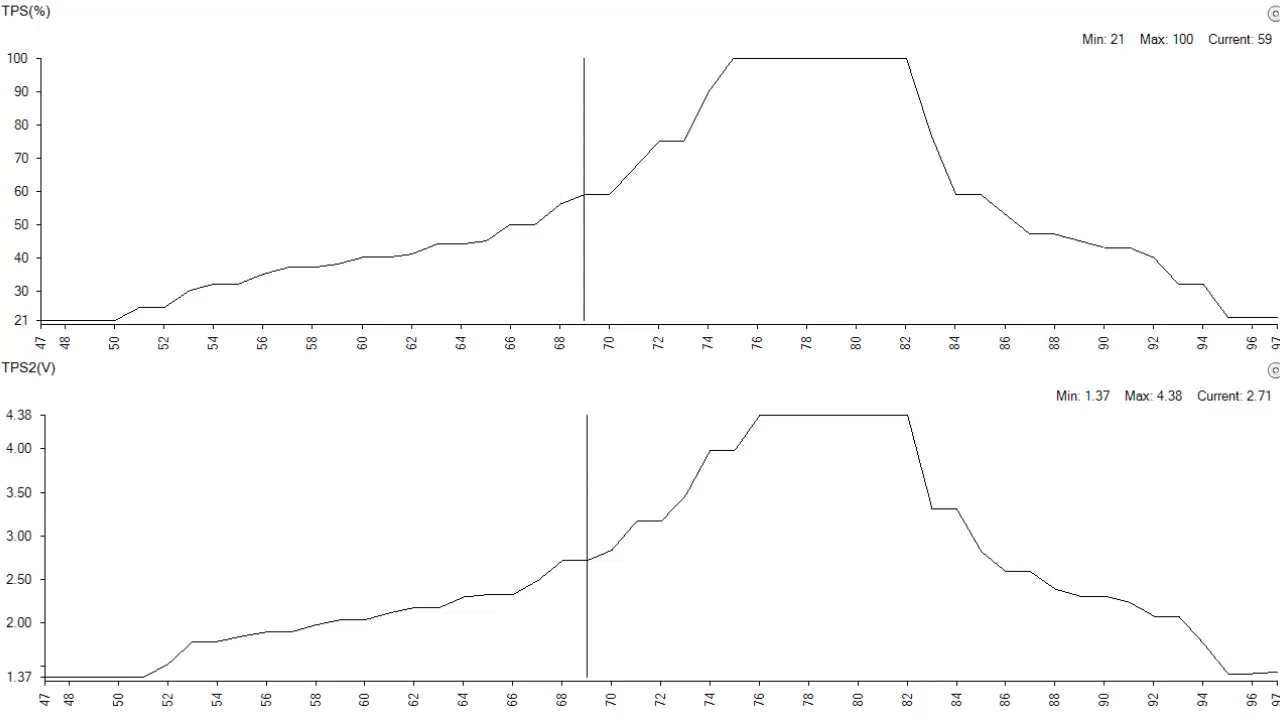 TPS(%)
Min: 21 Max: 100 Current: 59
100
90
80
70
60
50
40
30
21
47 48 50 52 54 56 58 60 62 64 66 68 70 72 74 76 78 80 82 84 86 88 90 92 94 96 97
TPS2(V)
Min: 1.37 Max: 4.38 Current: 2.71
4.38
4.00
3.50
3.00
2.50
2.00
1.37
47 48 50 52 54 56 58 60 62 64 66 68 70 72 74 76 78 80 82 84 86 88 90 92 94 96 97